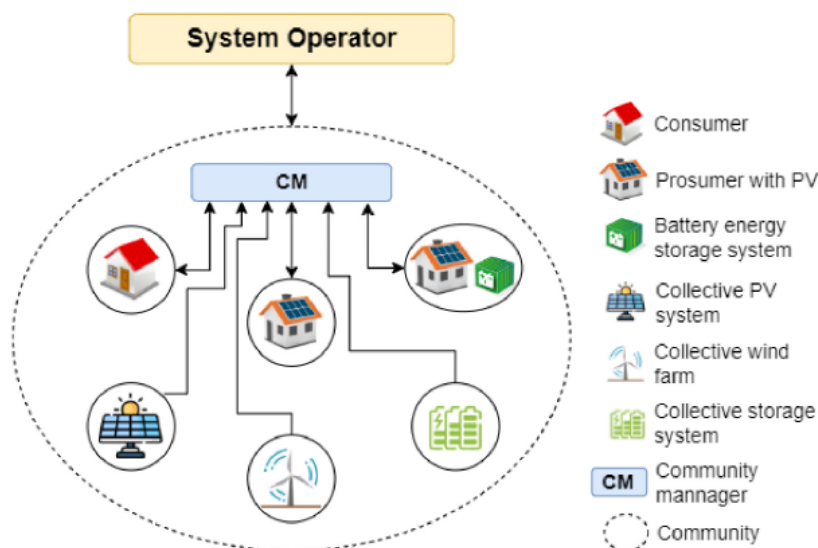 System Operator
CM
Consumer
Prosumer with PV
Battery energy
storage system
Collective PV
system
Collective wind
farm
Collective storage
system
CM
Community
mannager
Community